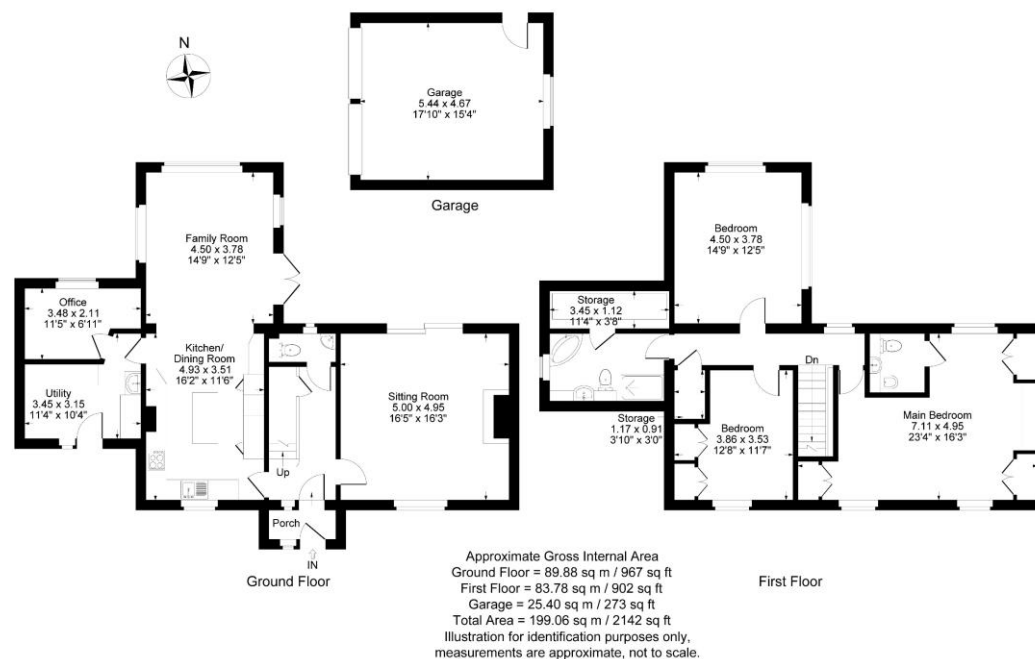 N
Garage
5.44 x 4.67
17'10" x 15'4"
Garage
Family Room
4.50 x 3.78
14'9" x 12'5"
Office
3.48 x 2.11
11'5" x 6'11"
Kitchen/
Dining Room
4.93 x 3.51
16'2" x 11'6"
Utility
3.45 x 3.15
11'4" x 10'4"
Sitting Room
5.00 x 4.95
16'5" x 16'3"
Up
Porch
IN
Ground Floor
Bedroom
4.50 x 3.78
14'9" x 12'5"
Storage
3.45 x 1.12
11'4" x 3'8"
Dn
Storage
1.17 x 0.91
3'10" x 3'0"
Bedroom
3.86 x 3.53
12'8" x 11'7"
Main Bedroom
7.11 x 4.95
23'4" x 16'3"
First Floor
Approximate Gross Internal Area
Ground Floor = 89.88 sq m / 967 sq ft
First Floor = 83.78 sq m / 902 sq ft
Garage = 25.40 sq m / 273 sq ft
Total Area = 199.06 sq m / 2142 sq ft
Illustration for identification purposes only,
measurements are approximate, not to scale.